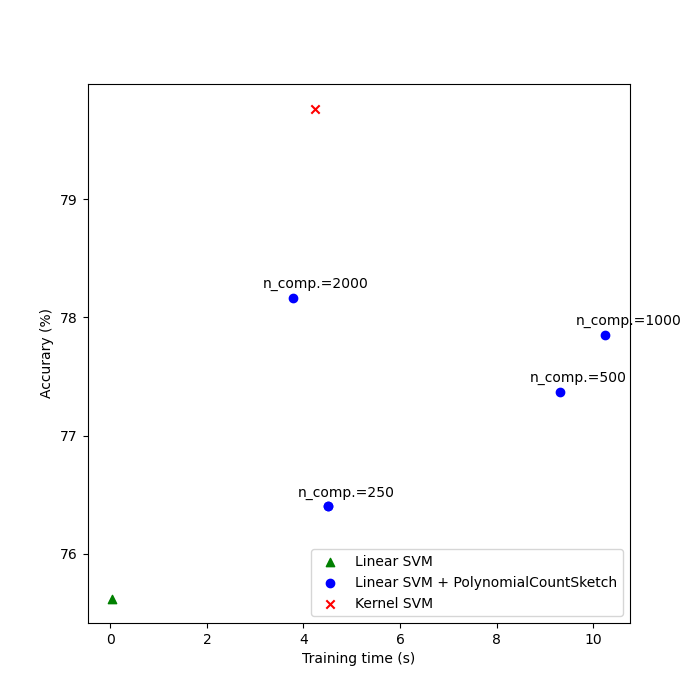 79
n_comp.=2000
78
n_comp.=1000
n_comp.=500
77
n_comp.=250
76
Accurary (%)
Linear SVM
Linear SVM + PolynomialCountSketch
Kernel SVM
0 2 4 6 8 10
Training time (s)